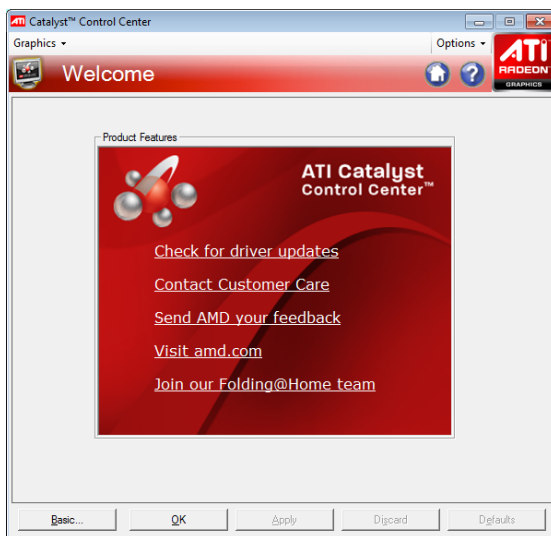 ATI Catalyst™ Control Center
Graphics Options
ATI
RADEON™
GRAPHICS
Welcome
Product Features
ATI Catalyst
Control Center™
Check for driver updates
Contact Customer Care
Send AMD your feedback
Visit amd.com
Join our Folding@Home team
Basic... OK Apply Discard Defaults